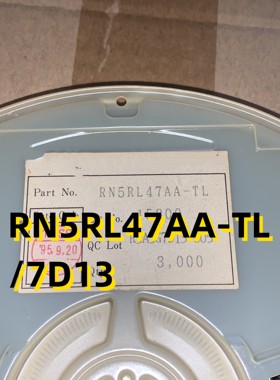 Part No. RN5RL47AA-TL
RN5RL47AA-TL
'95.9.20
QC Lot
/7D13
3,000